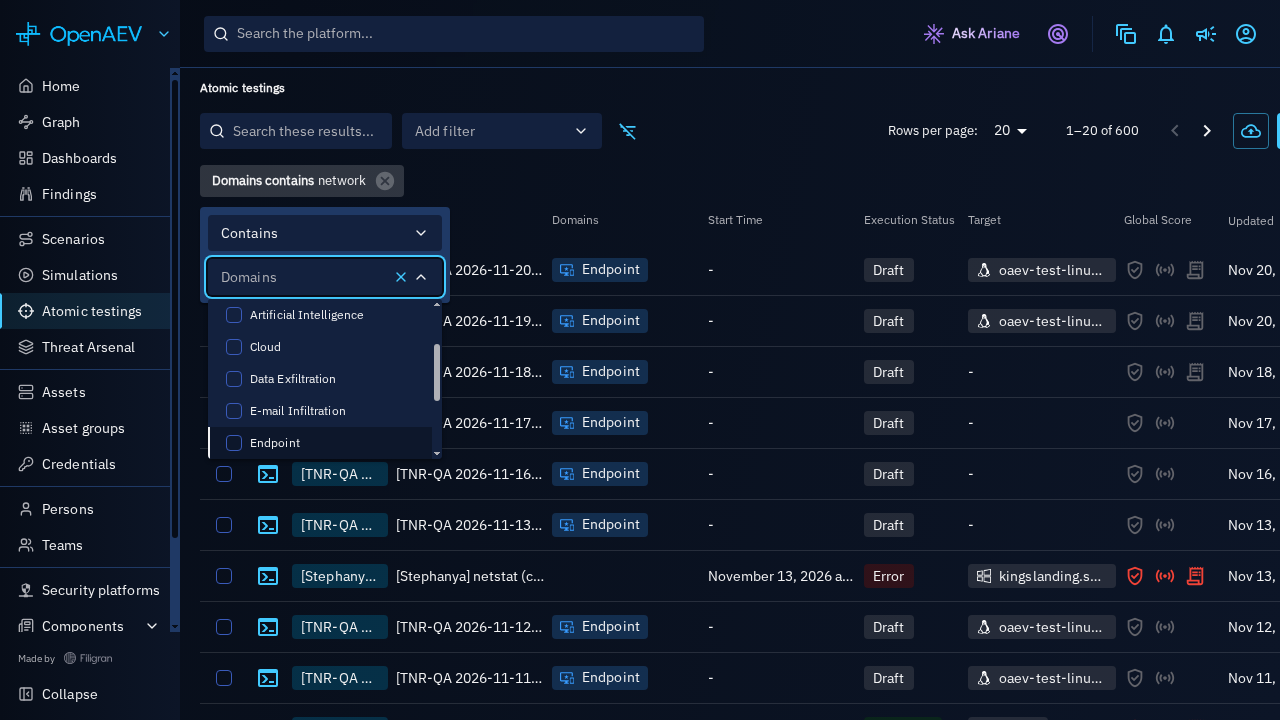 OpenAEV
Search the platform...
Ask Ariane
Home
Graph
Dashboards
Findings
Scenarios
Simulations
Atomic testings
Threat Arsenal
Assets
Asset groups
Credentials
Persons
Teams
Security platforms
Components
Made by Filigran
Collapse
Atomic testings
Search these results...
Add filter
Rows per page: 20
1–20 of 600
Domains contains network
Contains
Domains
Artificial Intelligence
Cloud
Data Exfiltration
E-mail Infiltration
Endpoint
Domains Start Time Execution Status Target Global Score Updated
A 2026-11-20... Endpoint - Draft oaev-test-linu... Nov 20,
A 2026-11-19... Endpoint - Draft oaev-test-linu... Nov 20,
A 2026-11-18... Endpoint - Draft - Nov 18,
A 2026-11-17... Endpoint - Draft - Nov 17,
[TNR-QA ... [TNR-QA 2026-11-16... Endpoint - Draft - Nov 16,
[TNR-QA ... [TNR-QA 2026-11-13... Endpoint - Draft - Nov 13,
[Stephany... [Stephanya] netstat (c... November 13, 2026 a... Error kingslanding.s... Nov 13,
[TNR-QA ... [TNR-QA 2026-11-12... Endpoint - Draft oaev-test-linu... Nov 12,
[TNR-QA ... [TNR-QA 2026-11-11... Endpoint - Draft oaev-test-linu... Nov 11,